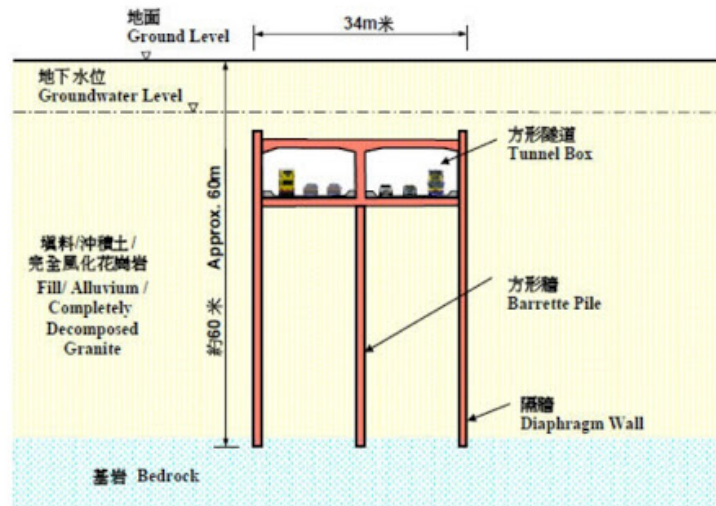 地面
Ground Level
34m米
地下水位
Groundwater Level
方形隧道
Tunnel Box
約60 米 Approx. 60m
填料/沖積土/
完全風化花崗岩
Fill/ Alluvium /
Completely
Decomposed
Granite
方形牆
Barrette Pile
隔牆
Diaphragm Wall
基岩 Bedrock